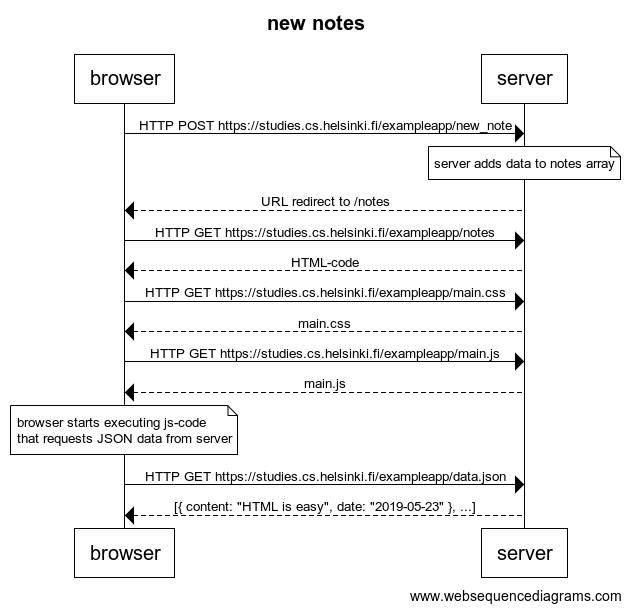 new notes
browser
server
HTTP POST https://studies.cs.helsinki.fi/exampleapp/new_note
server adds data to notes array
URL redirect to /notes
HTTP GET https://studies.cs.helsinki.fi/exampleapp/notes
HTML-code
HTTP GET https://studies.cs.helsinki.fi/exampleapp/main.css
main.css
HTTP GET https://studies.cs.helsinki.fi/exampleapp/main.js
main.js
browser starts executing js-code
that requests JSON data from server
HTTP GET https://studies.cs.helsinki.fi/exampleapp/data.json
[{ content: "HTML is easy", date: "2019-05-23" }, ...]
browser
server
www.websequencediagrams.com